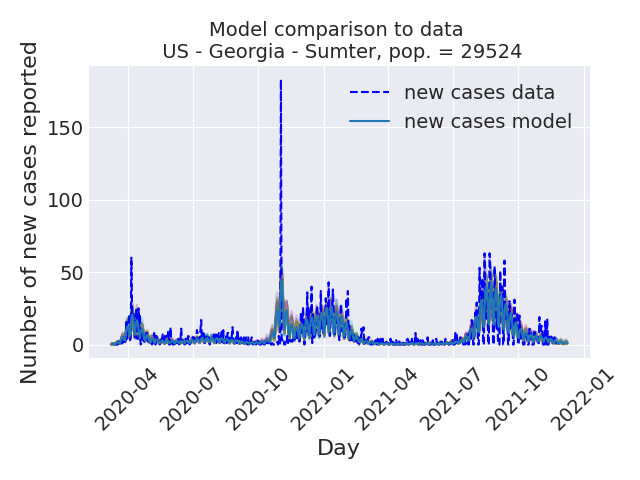 Model comparison to data
US - Georgia - Sumter, pop. = 29524
Number of new cases reported
150
100
50
0
new cases data
new cases model
2020-04
2020-07
2020-10
2021-01
2021-04
2021-07
2021-10
2022-01
Day